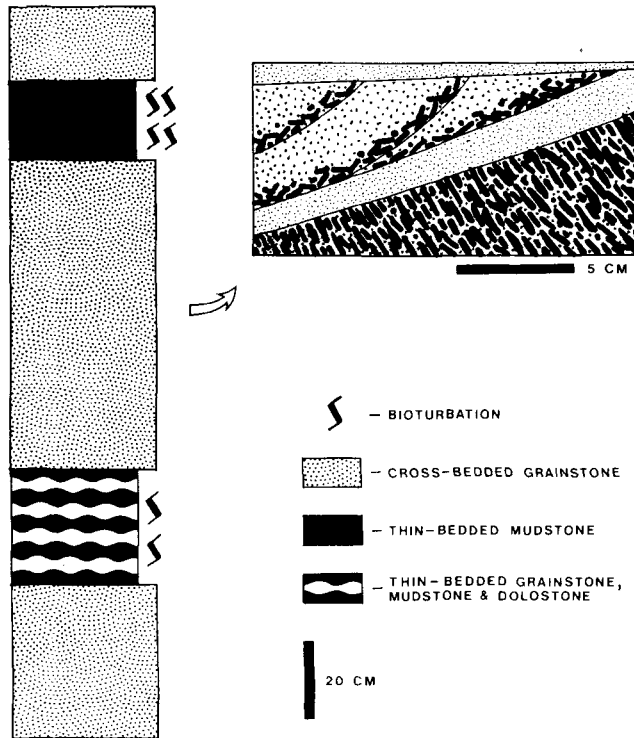 5 CM
— BIOTURBATION
— CROSS-BEDDED GRAINSTONE
— THIN-BEDDED MUDSTONE
— THIN-BEDDED GRAINSTONE,
MUDSTONE & DOLOSTONE
20 CM